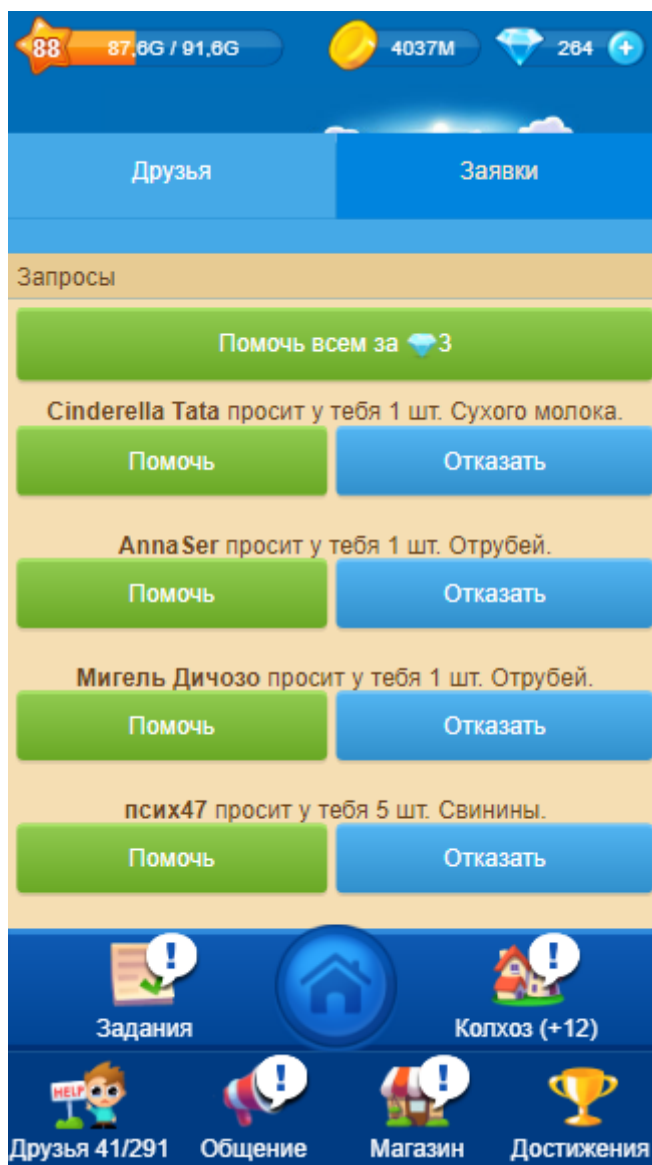 88 87,6G / 91,6G 4037M 264 +
Друзья Заявки
Запросы
Помочь всем за 3
Cinderella Tata просит у тебя 1 шт. Сухого молока.
Помочь Отказать
AnnaSer просит у тебя 1 шт. Отрубей.
Помочь Отказать
Мигель Дичозо просит у тебя 1 шт. Отрубей.
Помочь Отказать
псих47 просит у тебя 5 шт. Свинины.
Помочь Отказать
! !
Задания Колхоз (+12)
HELP ! !
Друзья 41/291 Общение Магазин Достижения